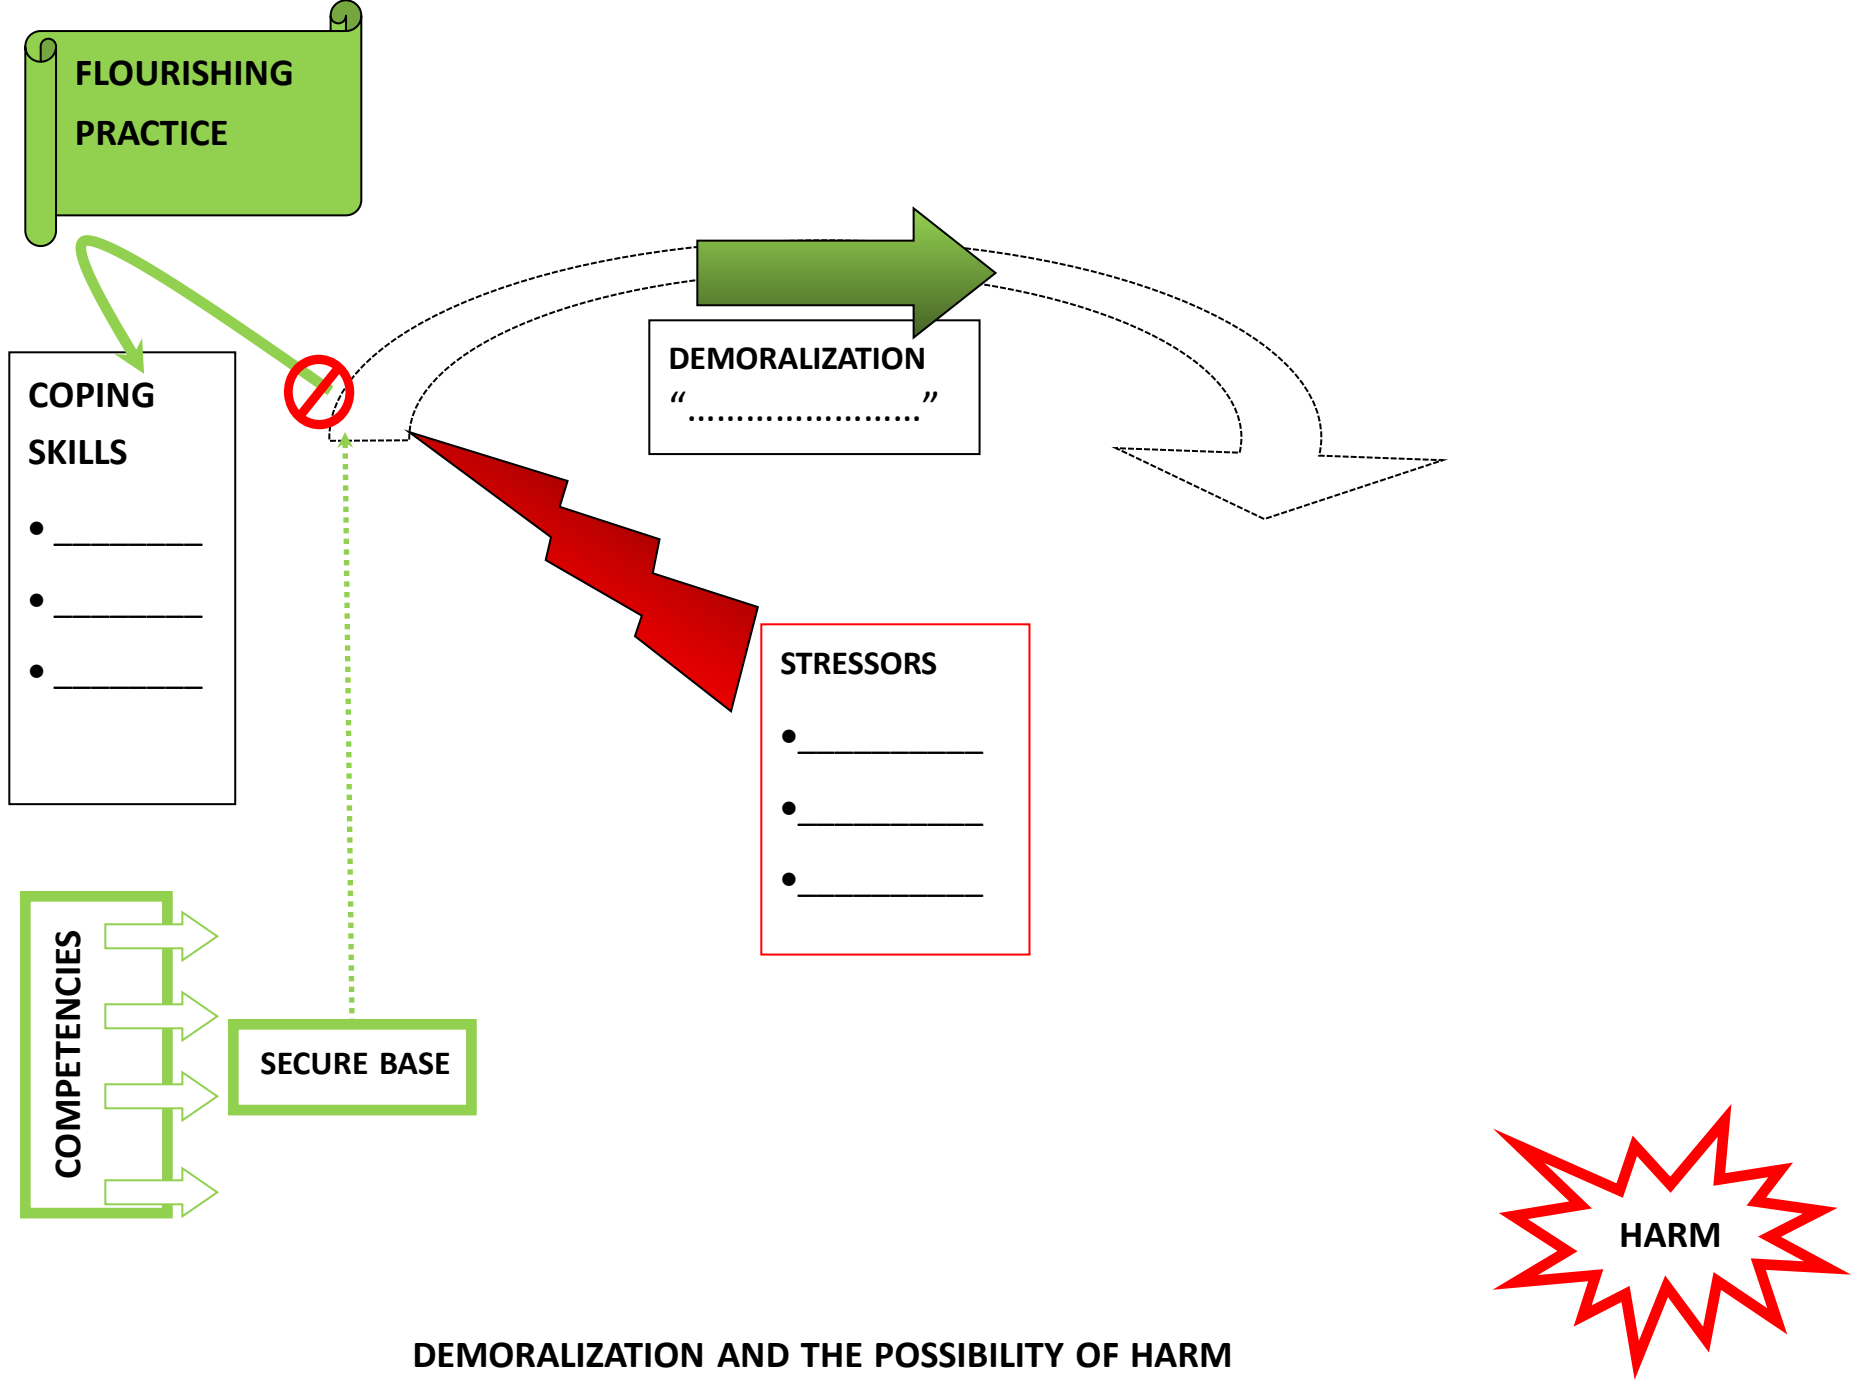 FLOURISHING
PRACTICE
DEMORALIZATION
“……………………”
COPING
SKILLS
• ________
• ________
• ________
STRESSORS
•__________
•__________
•__________
COMPETENCIES
SECURE BASE
HARM
DEMORALIZATION AND THE POSSIBILITY OF HARM